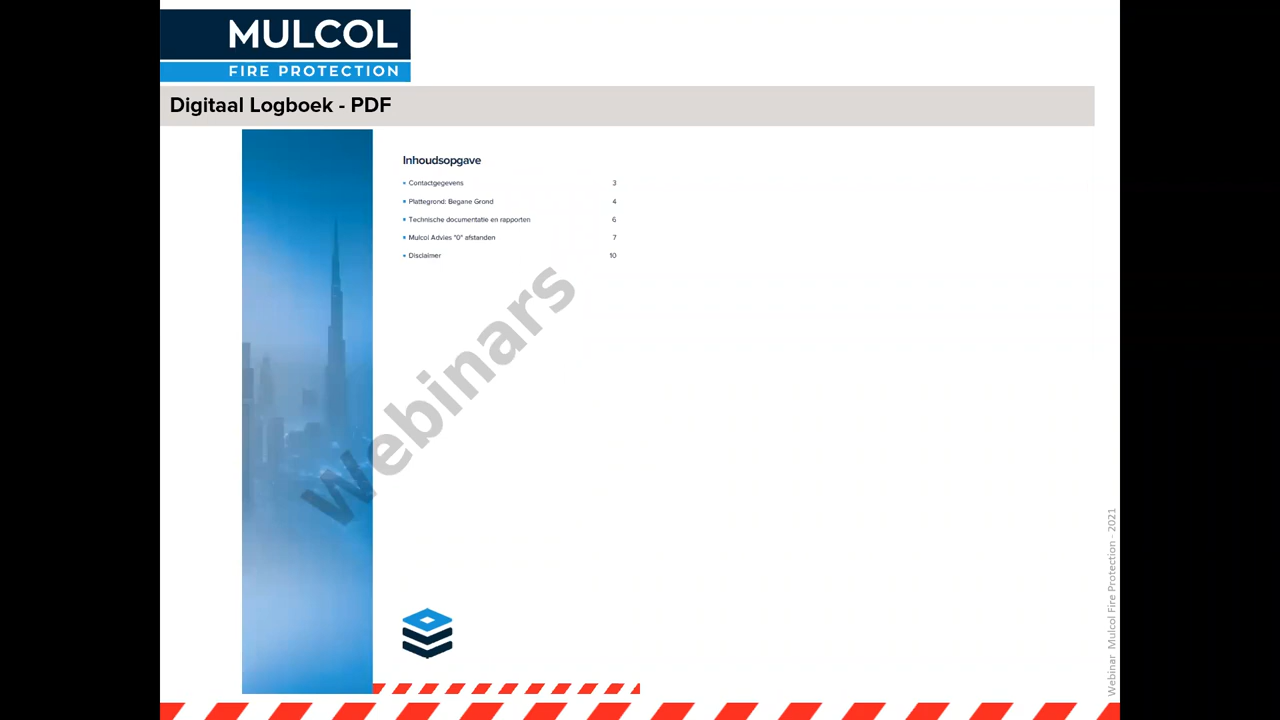 MULCOL
FIRE PROTECTION
Digitaal Logboek - PDF
Inhoudsopgave
• Contactgegevens 3
• Plattegrond: Begane Grond 4
• Technische documentatie en rapporten 6
• Mulcol Advies "0" afstanden 7
• Disclaimer 10
webinars
Webinar Mulcol Fire Protection - 2021